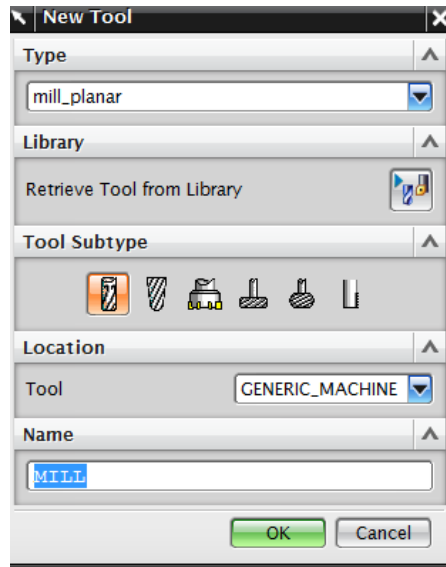 New Tool
Type
mill_planar
Library
Retrieve Tool from Library
Tool Subtype
Location
Tool GENERIC_MACHINE
Name
MILL
OK Cancel